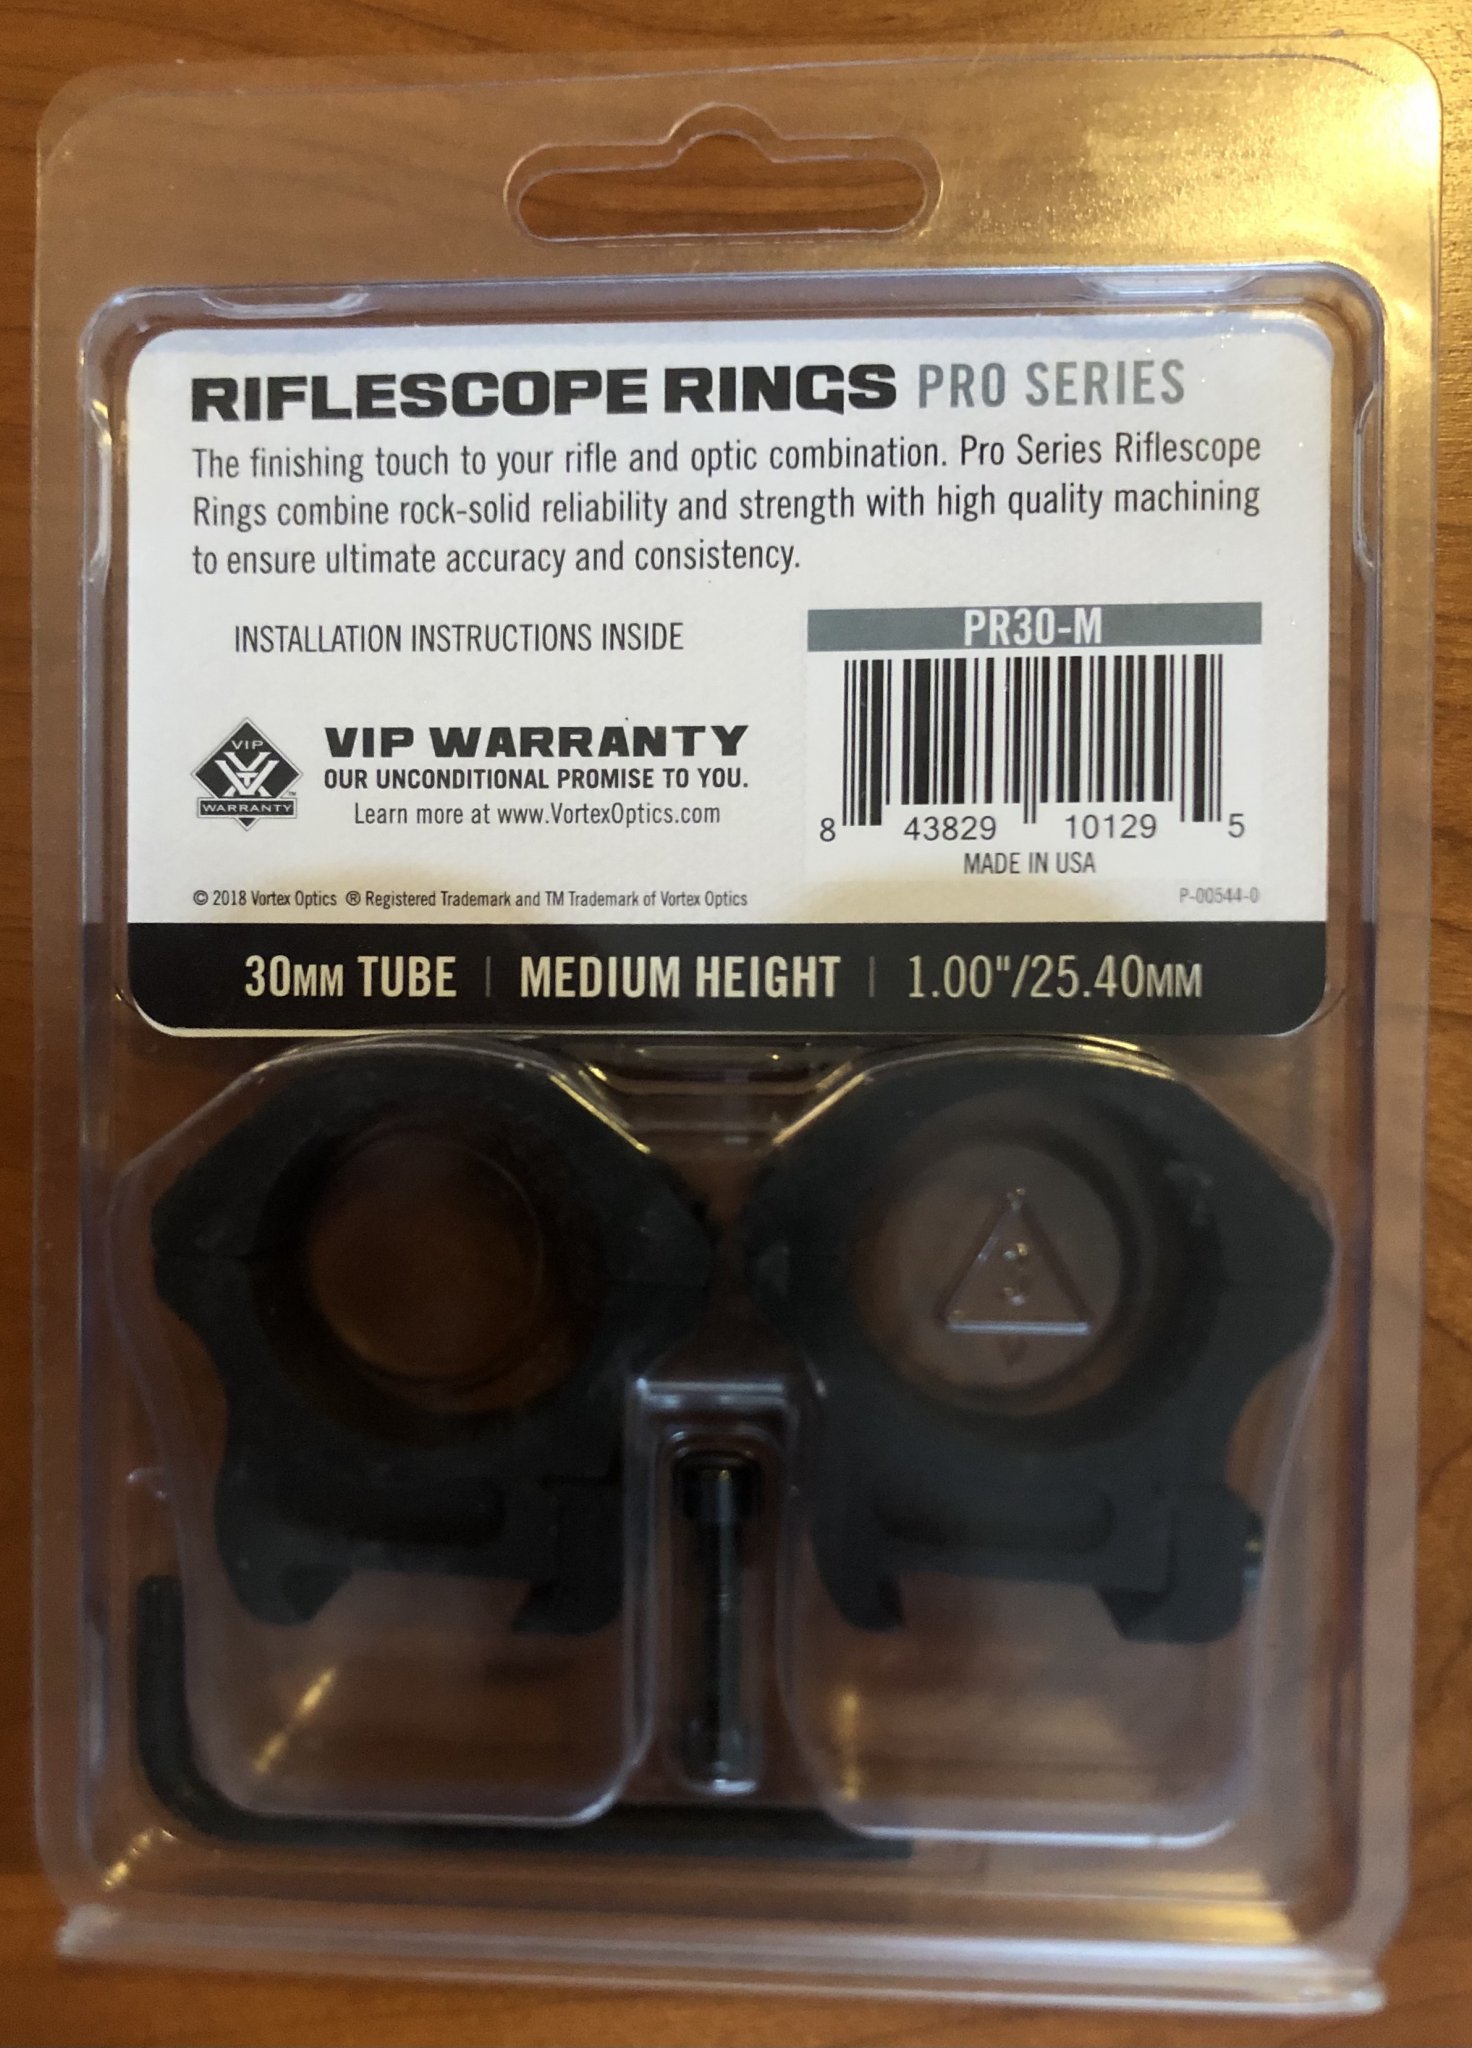 RIFLESCOPE RINGS PRO SERIES
The finishing touch to your rifle and optic combination. Pro Series Riflescope
Rings combine rock-solid reliability and strength with high quality machining
to ensure ultimate accuracy and consistency.
INSTALLATION INSTRUCTIONS INSIDE
PR30-M
VIP
WARRANTY
VIP WARRANTY
OUR UNCONDITIONAL PROMISE TO YOU.
Learn more at www.VortexOptics.com
8 43829 10129 5
MADE IN USA
© 2018 Vortex Optics ® Registered Trademark and TM Trademark of Vortex Optics
P-00544-0
30MM TUBE | MEDIUM HEIGHT | 1.00"/25.40MM